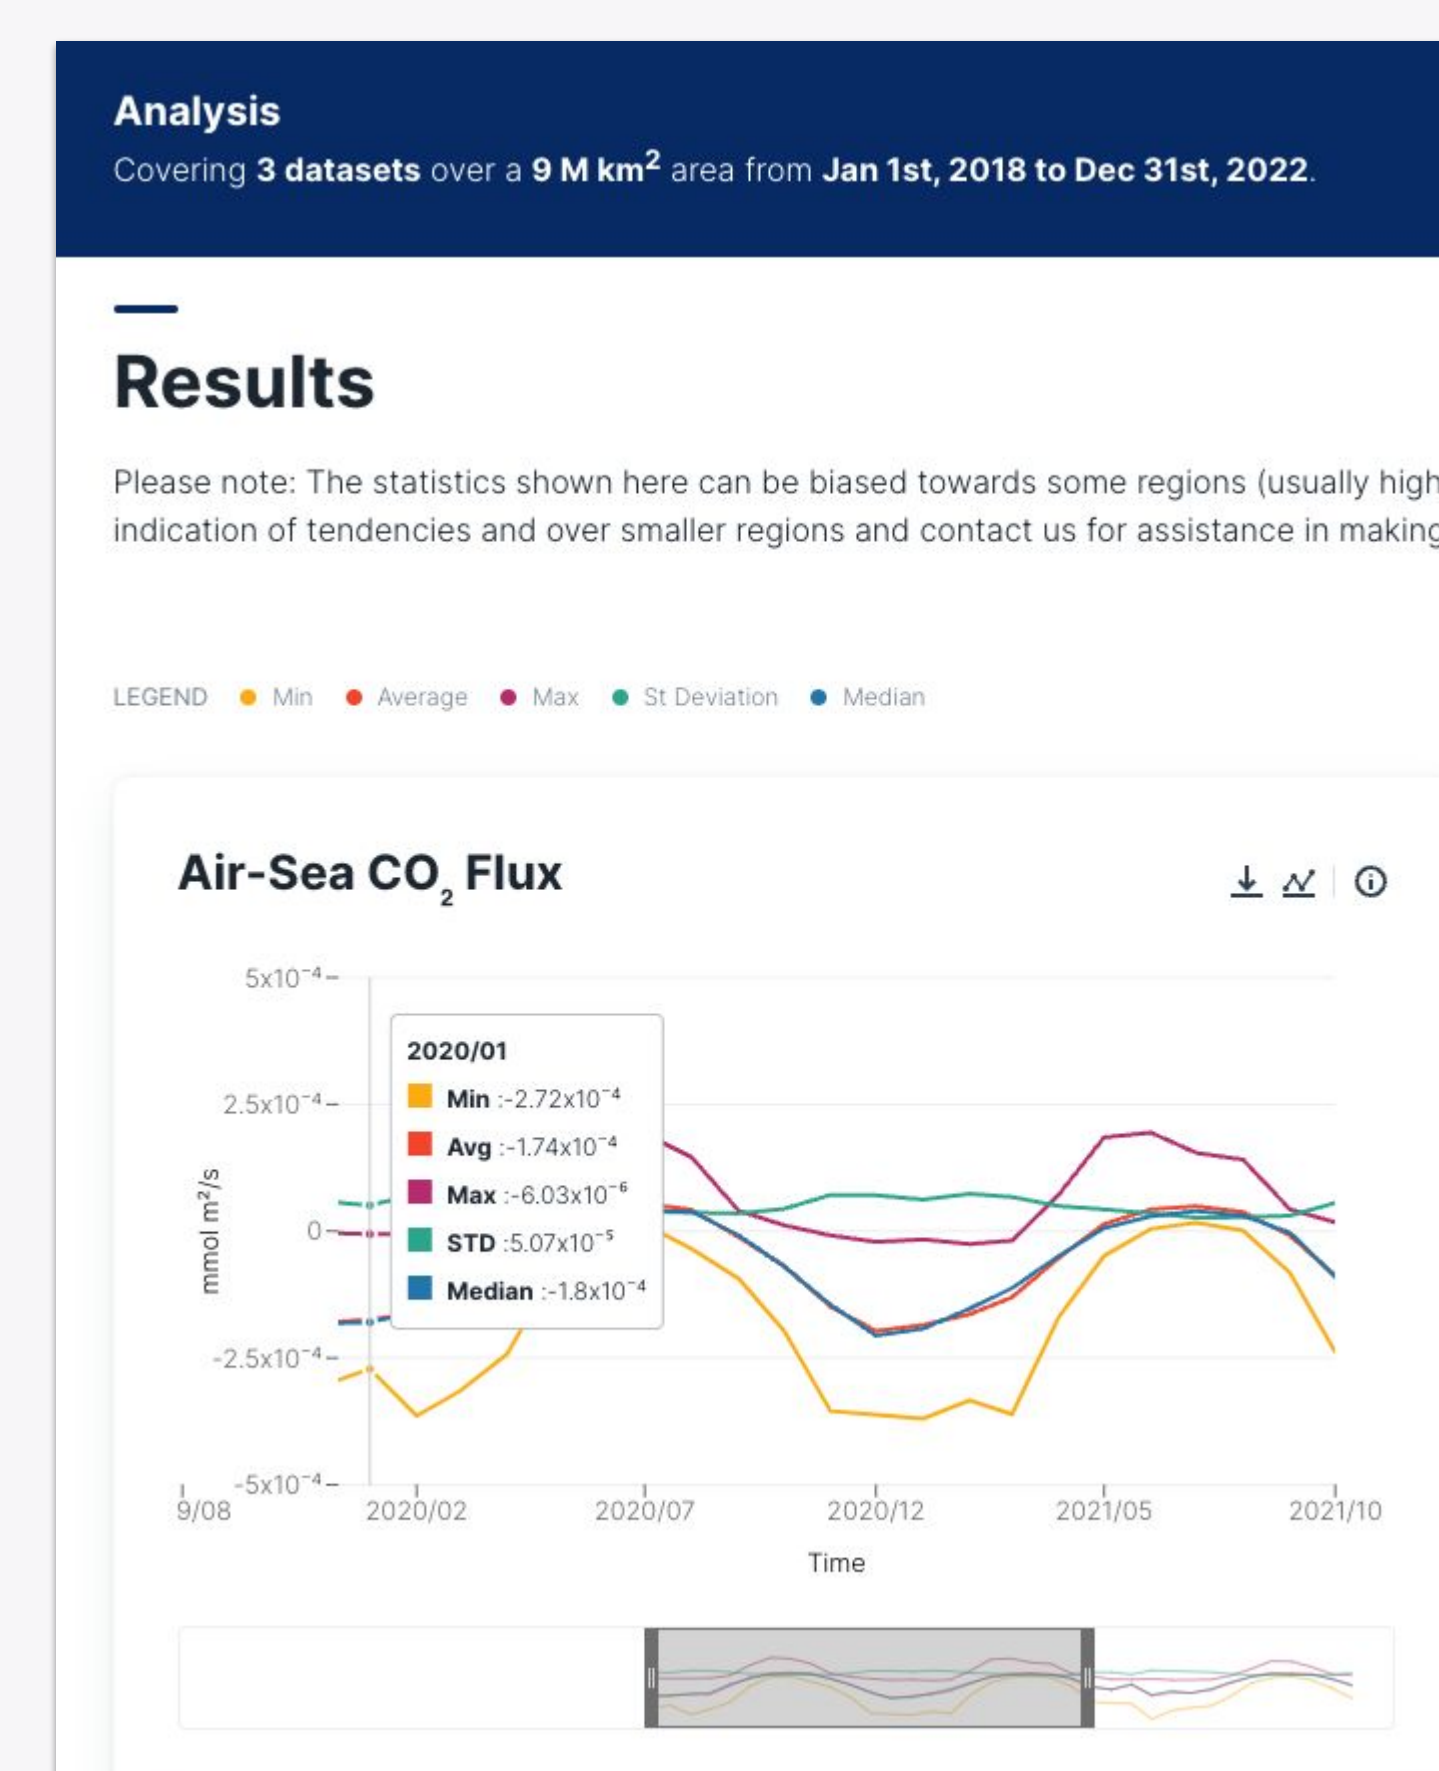 Analysis
Covering 3 datasets over a 9 M km² area from Jan 1st, 2018 to Dec 31st, 2022.
Results
Please note: The statistics shown here can be biased towards some regions (usually high
indication of tendencies and over smaller regions and contact us for assistance in making
LEGEND Min Average Max St Deviation Median
Air-Sea CO₂ Flux
5x10⁻⁴
2.5x10⁻⁴
0
-2.5x10⁻⁴
-5x10⁻⁴
mmol m²/s
2020/01
Min :-2.72x10⁻⁴
Avg :-1.74x10⁻⁴
Max :-6.03x10⁻⁶
STD :5.07x10⁻⁵
Median :-1.8x10⁻⁴
9/08 2020/02 2020/07 2020/12 2021/05 2021/10
Time